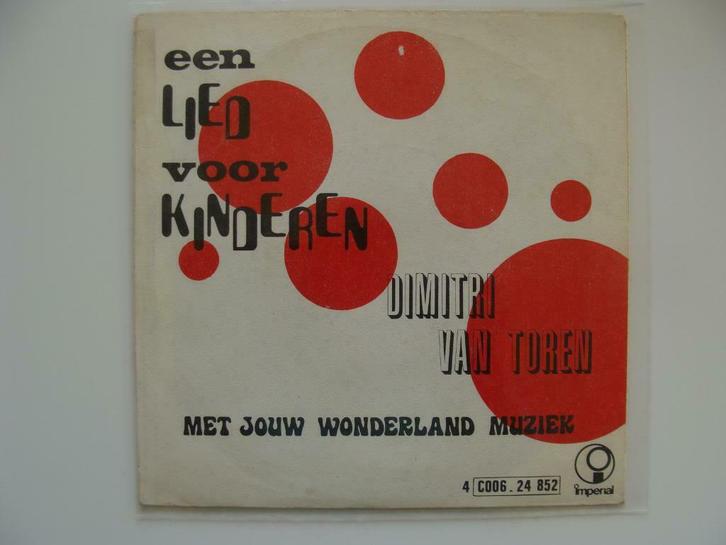 een
LIED
voor
KINDEREN
DIMITRI
VAN TOREN
MET JOUW WONDERLAND MUZIEK
4 C006.24 852
imperial